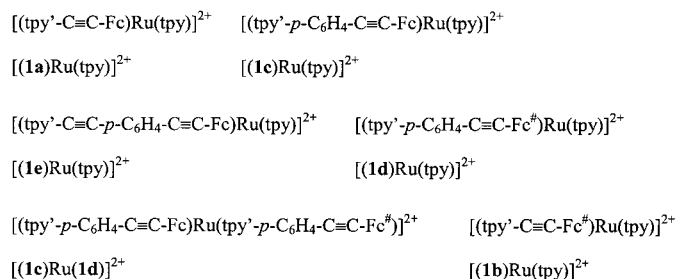 [(tpy'-C≡C-Fc)Ru(tpy)]²⁺ [(tpy'-p-C₆H₄-C≡C-Fc)Ru(tpy)]²⁺
[(1a)Ru(tpy)]²⁺ [(1c)Ru(tpy)]²⁺
[(tpy'-C≡C-p-C₆H₄-C≡C-Fc)Ru(tpy)]²⁺ [(tpy'-p-C₆H₄-C≡C-Fc^#)Ru(tpy)]²⁺
[(1e)Ru(tpy)]²⁺ [(1d)Ru(tpy)]²⁺
[(tpy'-p-C₆H₄-C≡C-Fc)Ru(tpy'-p-C₆H₄-C≡C-Fc^#)]²⁺ [(tpy'-C≡C-Fc^#)Ru(tpy)]²⁺
[(1c)Ru(1d)]²⁺ [(1b)Ru(tpy)]²⁺